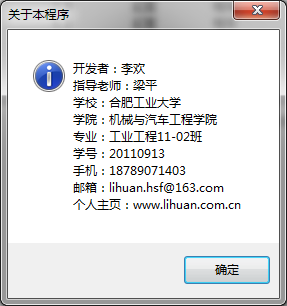 关于本程序
开发者：李欢
指导老师：梁平
学校：合肥工业大学
学院：机械与汽车工程学院
专业：工业工程11-02班
学号：20110913
手机：18789071403
邮箱：lihuan.hsf@163.com
个人主页：www.lihuan.com.cn
确定